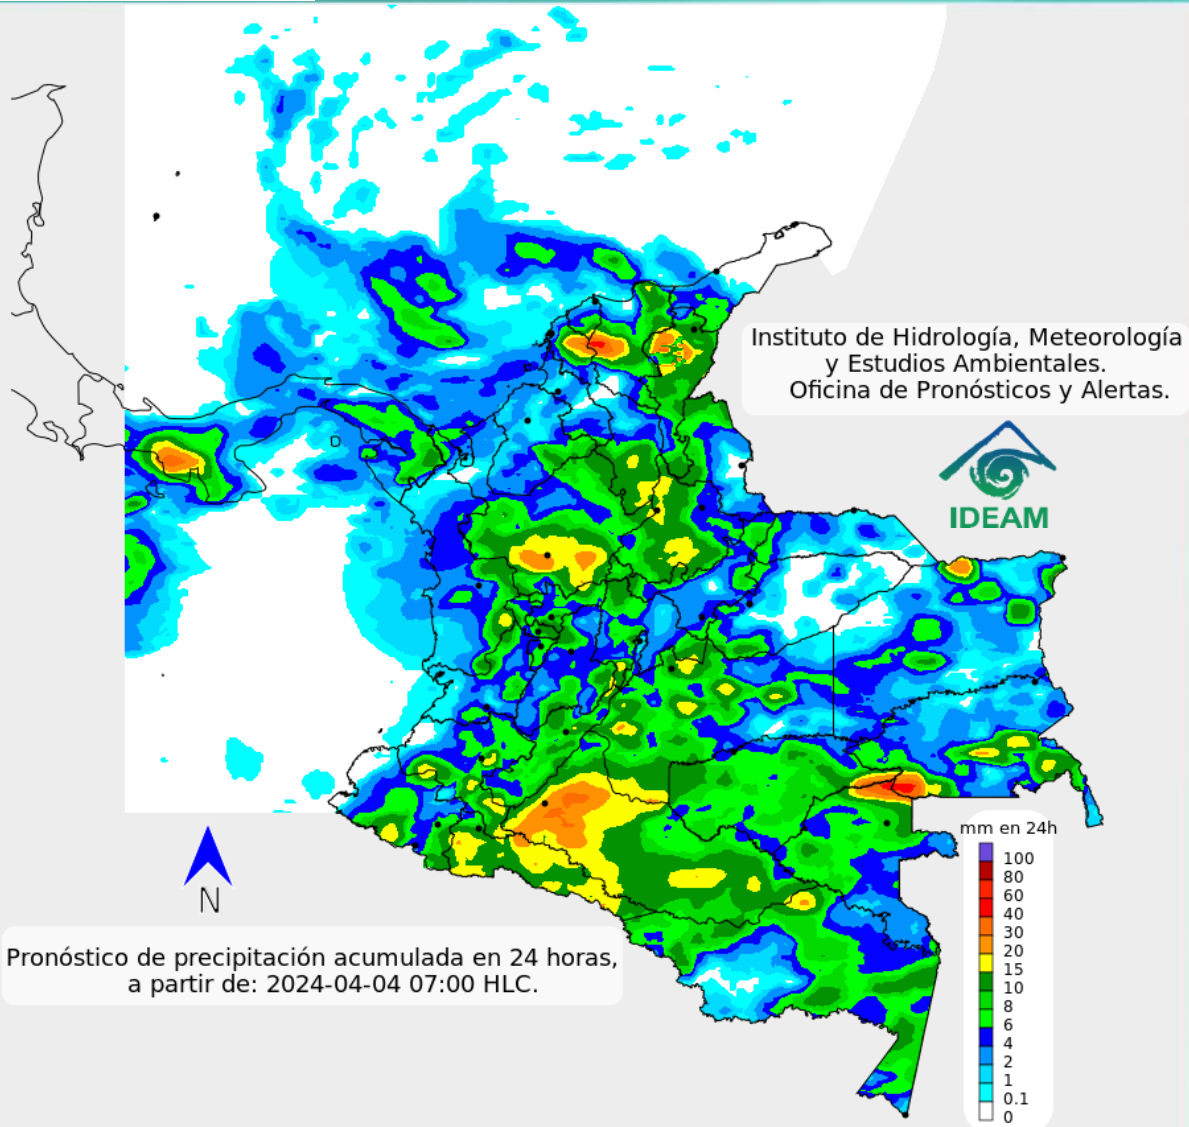 Instituto de Hidrología, Meteorología
y Estudios Ambientales.
Oficina de Pronósticos y Alertas.
IDEAM
mm en 24h
100
80
60
40
30
20
15
10
8
6
4
2
1
0.1
0
N
Pronóstico de precipitación acumulada en 24 horas,
a partir de: 2024-04-04 07:00 HLC.